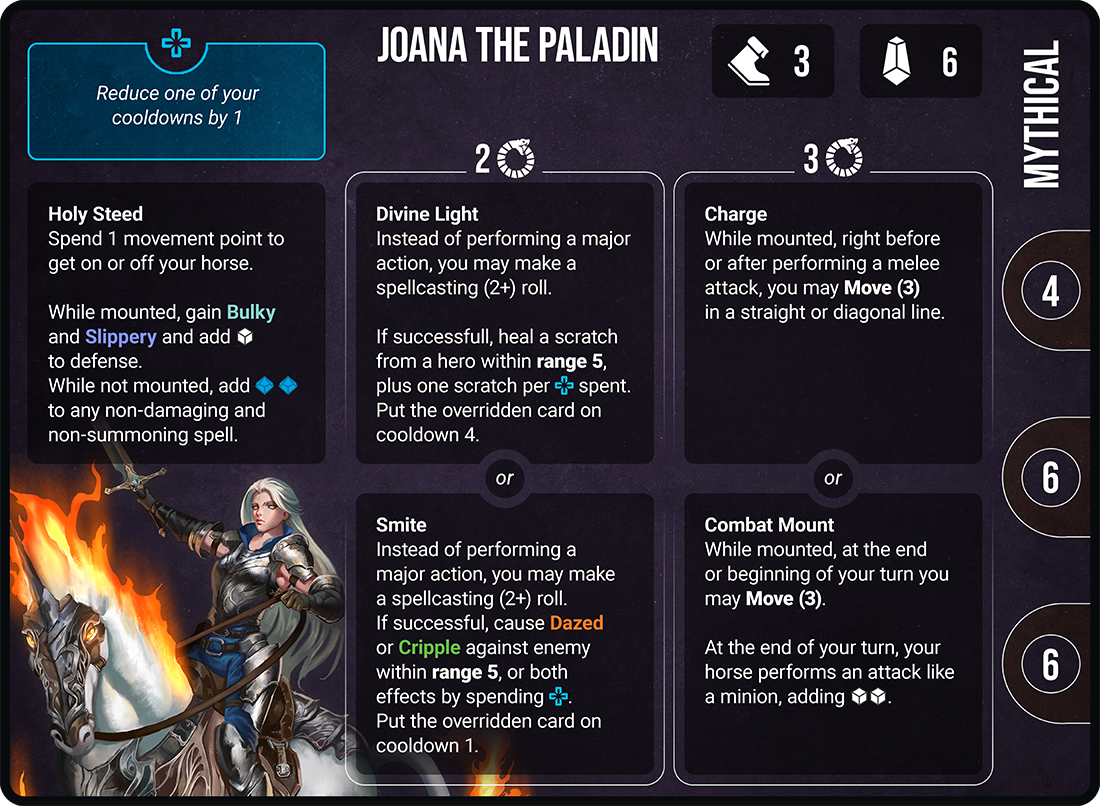 JOANA THE PALADIN
3
6
MYTHICAL
Reduce one of your
cooldowns by 1
Holy Steed
Spend 1 movement point to
get on or off your horse.
While mounted, gain Bulky
and Slippery and add
to defense.
While not mounted, add
to any non-damaging and
non-summoning spell.
2
Divine Light
Instead of performing a major
action, you may make a
spellcasting (2+) roll.
If successful, heal a scratch
from a hero within range 5,
plus one scratch per spent.
Put the overridden card on
cooldown 4.
or
Smite
Instead of performing a
major action, you may make
a spellcasting (2+) roll.
If successful, cause Dazed
or Cripple against enemy
within range 5, or both
effects by spending .
Put the overridden card on
cooldown 1.
3
Charge
While mounted, right before
or after performing a melee
attack, you may Move (3)
in a straight or diagonal line.
or
Combat Mount
While mounted, at the end
or beginning of your turn you
may Move (3).
At the end of your turn, your
horse performs an attack like
a minion, adding .
4
6
6